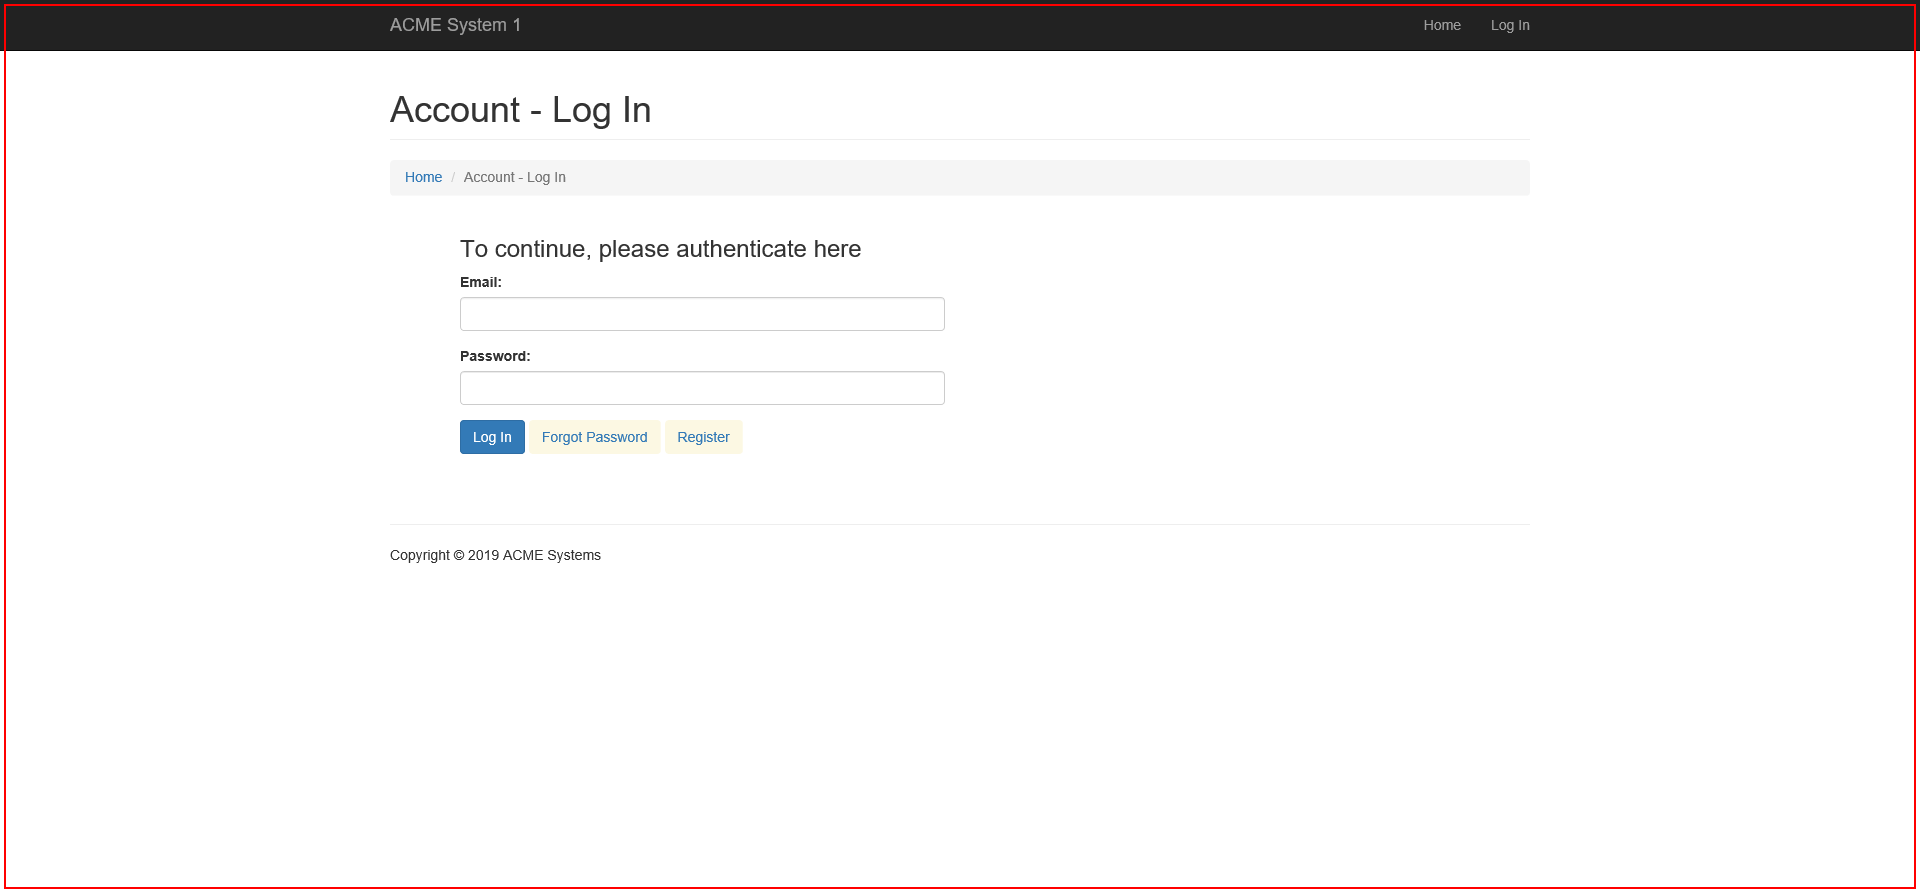 ACME System 1 Home Log In
Account - Log In
Home / Account - Log In
To continue, please authenticate here
Email:
Password:
Log In Forgot Password Register
Copyright © 2019 ACME Systems